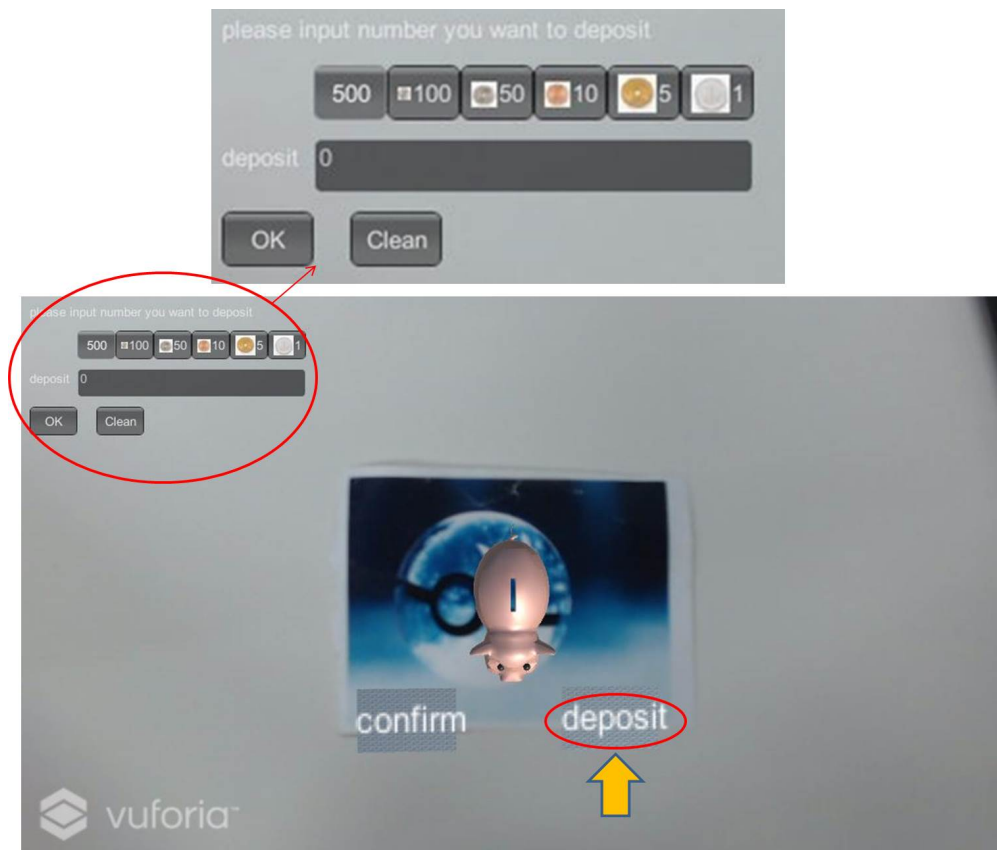 please input number you want to deposit
500 100 50 10 5 1
deposit 0
OK Clean
please input number you want to deposit
500 100 50 10 5 1
deposit 0
OK Clean
confirm deposit
vuforia™